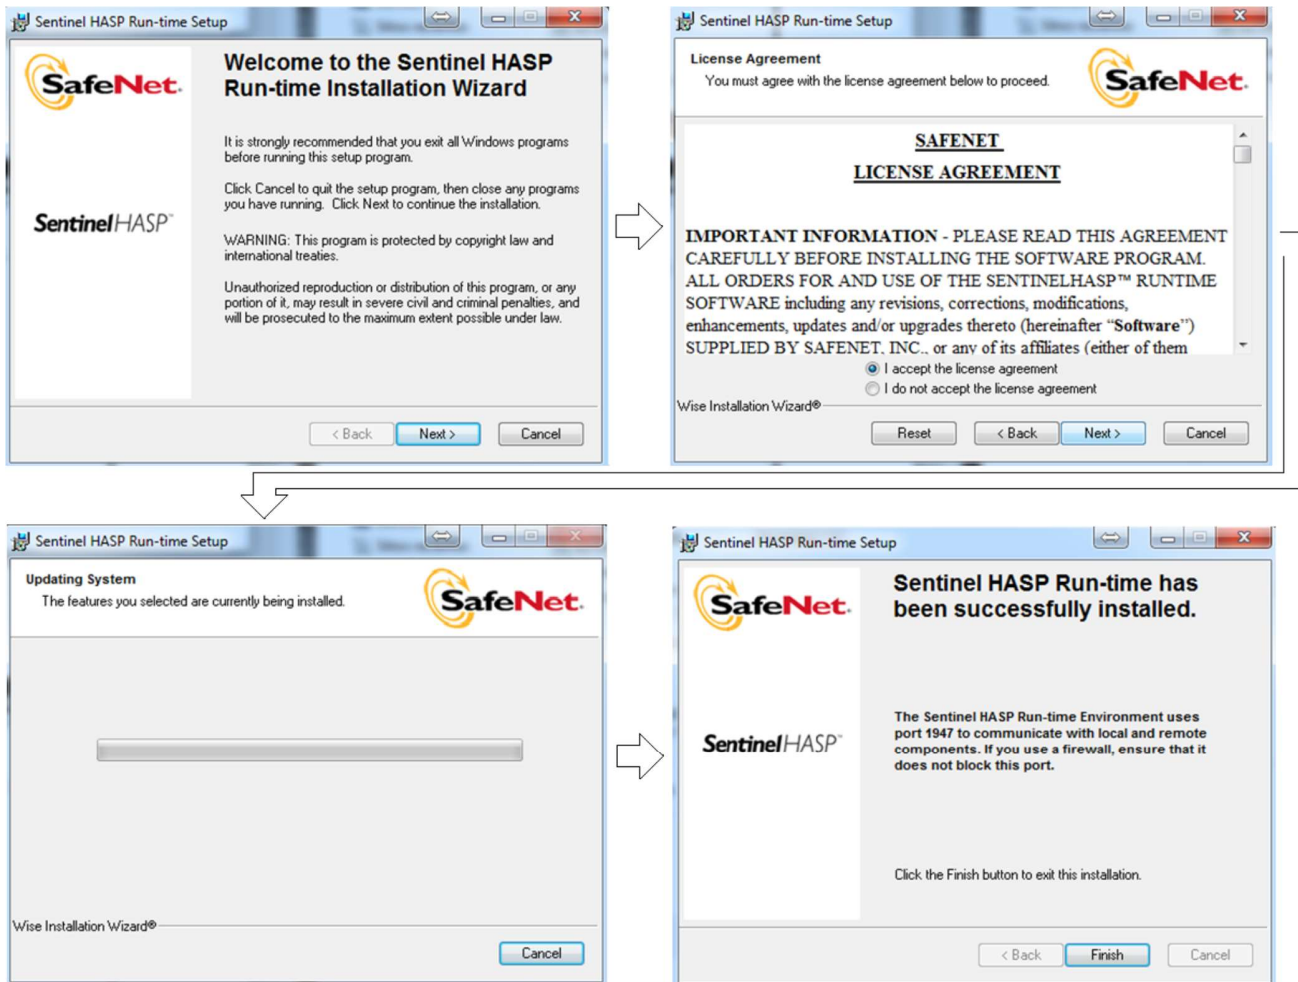 Sentinel HASP Run-time Setup
SafeNet.
SentinelHASP™
Welcome to the Sentinel HASP
Run-time Installation Wizard
It is strongly recommended that you exit all Windows programs
before running this setup program.
Click Cancel to quit the setup program, then close any programs
you have running. Click Next to continue the installation.
WARNING: This program is protected by copyright law and
international treaties.
Unauthorized reproduction or distribution of this program, or any
portion of it, may result in severe civil and criminal penalties, and
will be prosecuted to the maximum extent possible under law.
< Back Next > Cancel
Sentinel HASP Run-time Setup
License Agreement
You must agree with the license agreement below to proceed.
SafeNet.
SAFENET
LICENSE AGREEMENT
IMPORTANT INFORMATION - PLEASE READ THIS AGREEMENT
CAREFULLY BEFORE INSTALLING THE SOFTWARE PROGRAM.
ALL ORDERS FOR AND USE OF THE SENTINELHASP™ RUNTIME
SOFTWARE including any revisions, corrections, modifications,
enhancements, updates and/or upgrades thereto (hereinafter “Software”)
SUPPLIED BY SAFENET, INC., or any of its affiliates (either of them
I accept the license agreement
I do not accept the license agreement
Wise Installation Wizard®
Reset < Back Next > Cancel
Sentinel HASP Run-time Setup
Updating System
The features you selected are currently being installed.
SafeNet.
Wise Installation Wizard®
Cancel
Sentinel HASP Run-time Setup
SafeNet.
SentinelHASP™
Sentinel HASP Run-time has
been successfully installed.
The Sentinel HASP Run-time Environment uses
port 1947 to communicate with local and remote
components. If you use a firewall, ensure that it
does not block this port.
Click the Finish button to exit this installation.
< Back Finish Cancel